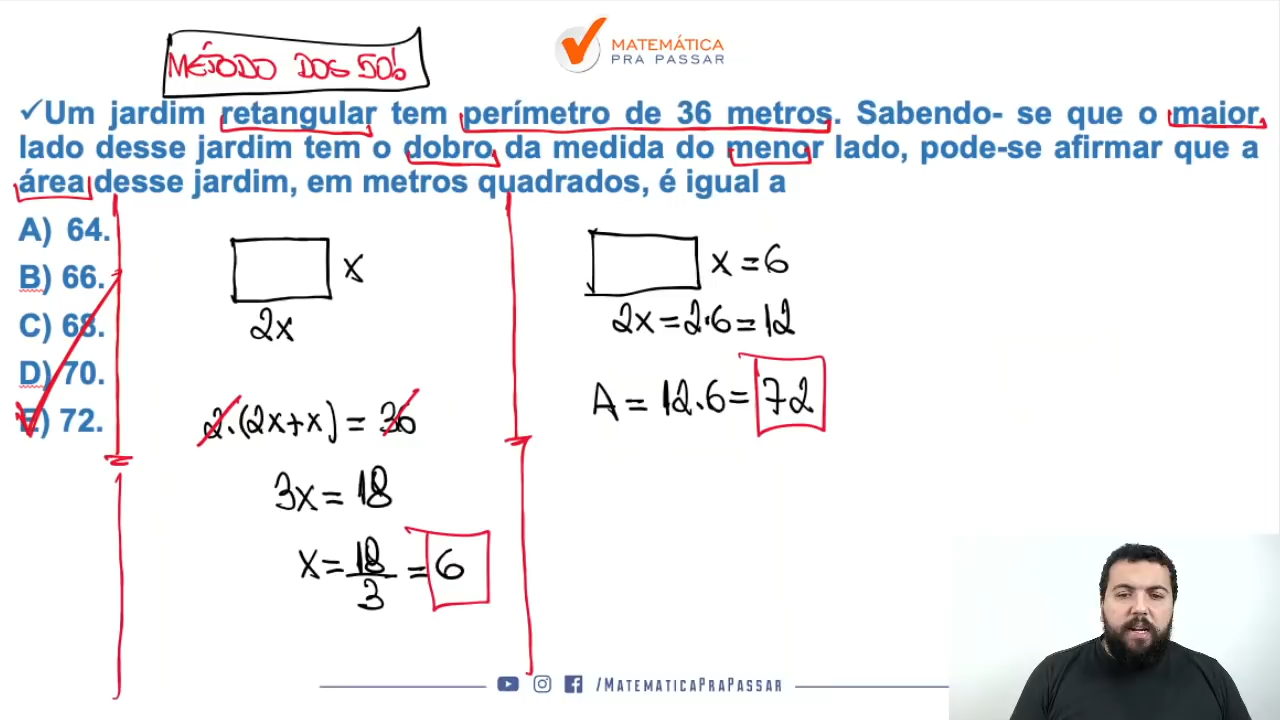 MÉTODO DOS 50%
MATEMÁTICA
PRA PASSAR
✓Um jardim retangular tem perímetro de 36 metros. Sabendo- se que o maior
lado desse jardim tem o dobro da medida do menor lado, pode-se afirmar que a
área desse jardim, em metros quadrados, é igual a
A) 64.
B) 66.
C) 68.
D) 70.
E) 72.
x
2x
2.(2x+x) = 36
3x = 18
x = 18/3 = 6
x = 6
2x = 2.6 = 12
A = 12.6 = 72
/MATEMATICAPRAPASSAR